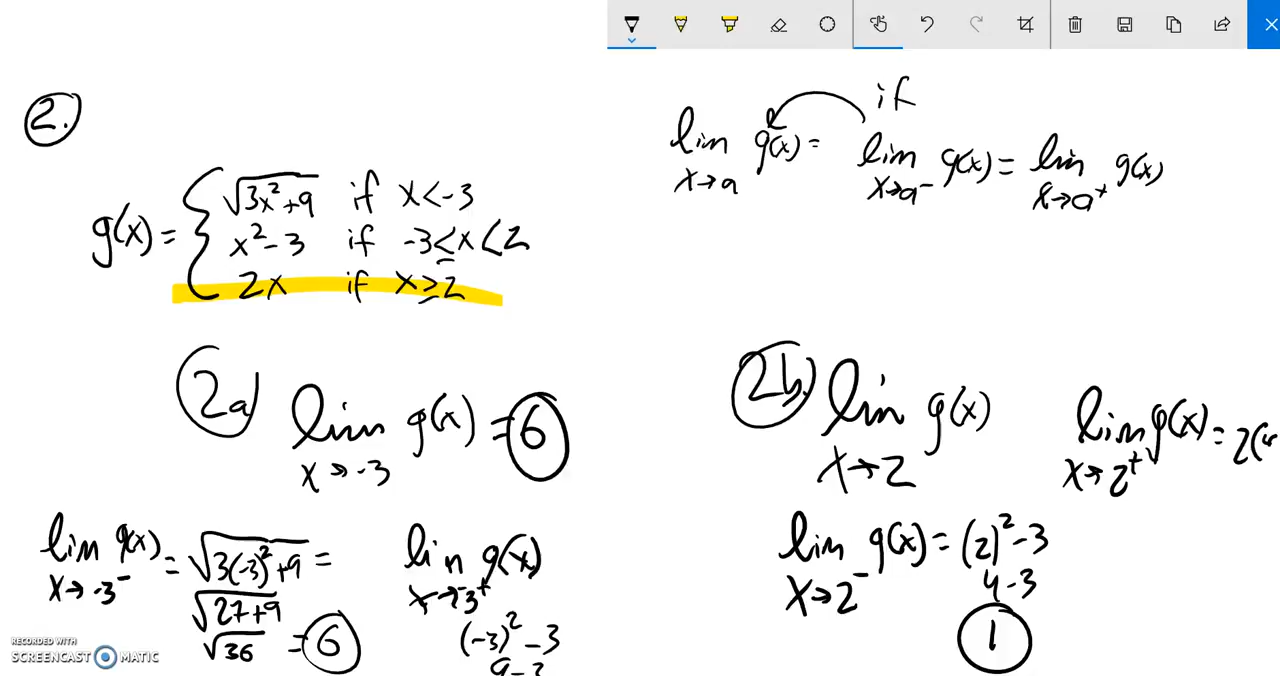 2.
g(x) = { √(3x²+9) if x < -3
x² - 3 if -3 ≤ x < 2
2x if x ≥ 2
if
lim x→a g(x) = lim x→a⁻ g(x) = lim x→a⁺ g(x)
2a lim x→-3 g(x) = 6
lim x→-3⁻ g(x) = √(3(-3)²+9) =
√(27+9)
√36 = 6
lim x→-3⁺ g(x)
(-3)² - 3
9-3
2b. lim x→2 g(x)
lim x→2⁺ g(x) = 2(
lim x→2⁻ g(x) = (2)² - 3
4-3
1
RECORDED WITH
SCREENCAST MATIC